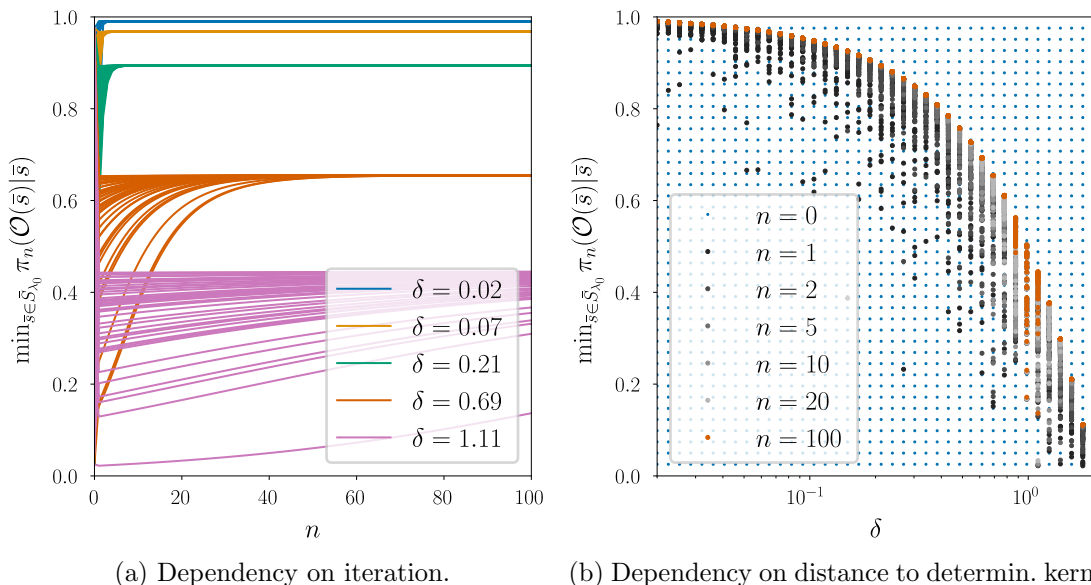 1.0
0.8
0.6
0.4
0.2
0.0
0 20 40 60 80 100
n
min_{s̄∈S̄_{λ_0}} π_n(𝒪(s̄)|s̄)
δ = 0.02
δ = 0.07
δ = 0.21
δ = 0.69
δ = 1.11
(a) Dependency on iteration.
1.0
0.8
0.6
0.4
0.2
0.0
10^{-1} 10^{0}
δ
min_{s̄∈S̄_{λ_0}} π_n(𝒪(s̄)|s̄)
n = 0
n = 1
n = 2
n = 5
n = 10
n = 20
n = 100
(b) Dependency on distance to determin. kern